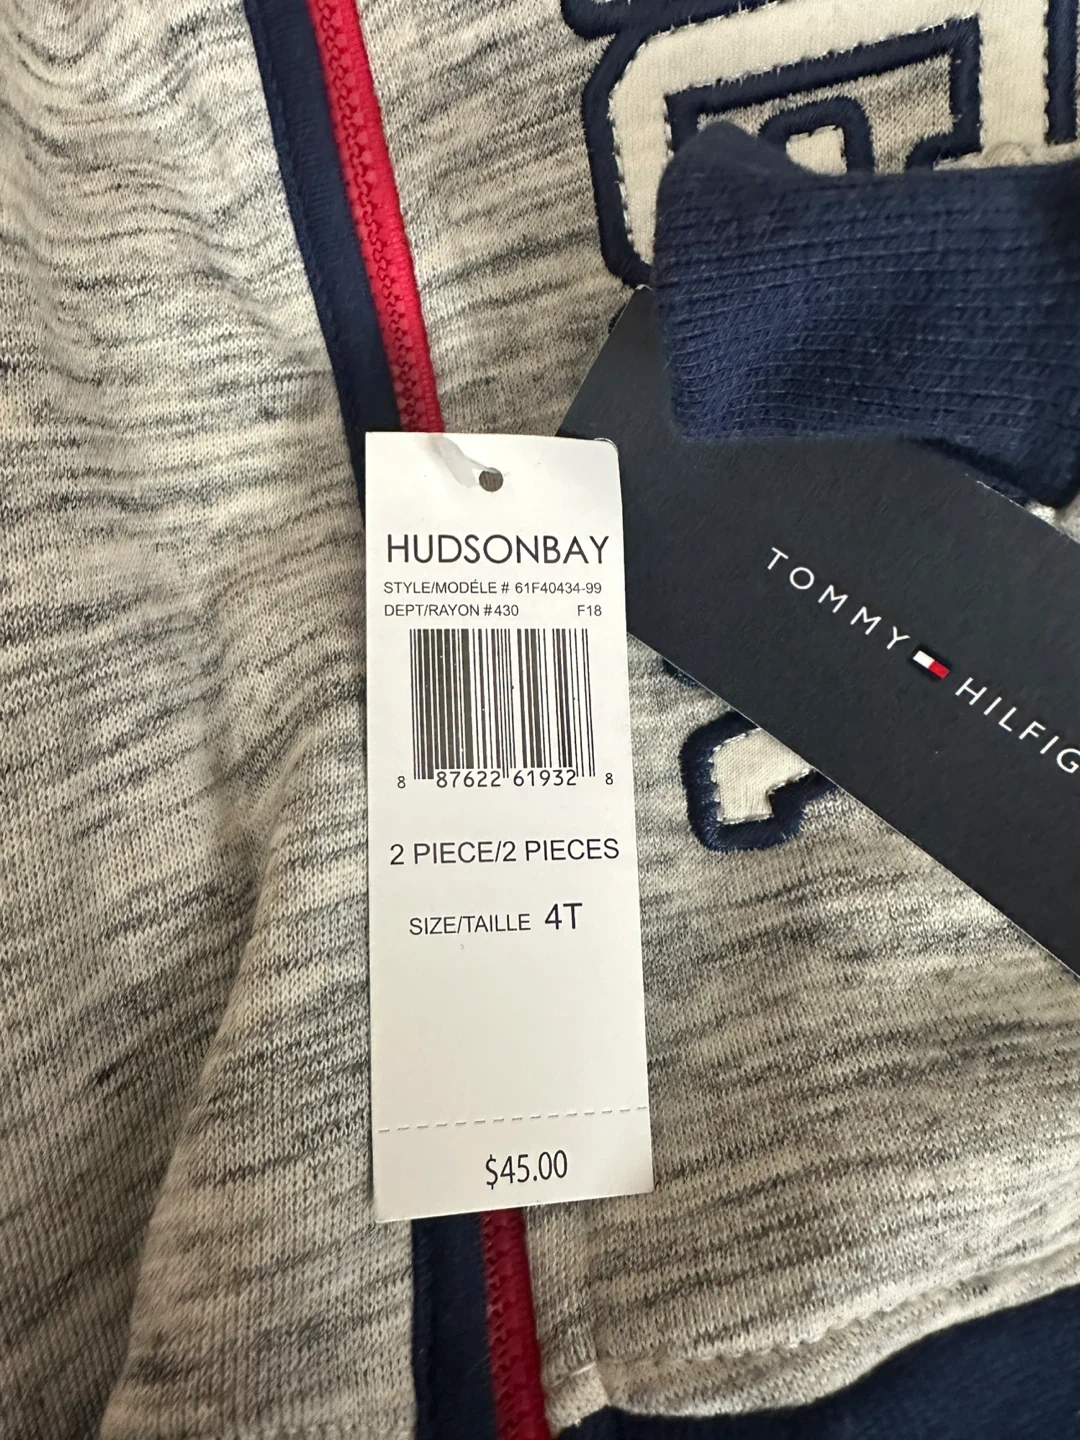 HUDSONBAY
STYLE/MODÉLE # 61F40434-99
DEPT/RAYON #430 F18
8 87622 61932 8
2 PIECE/2 PIECES
SIZE/TAILLE 4T
$45.00
TOMMY HILFIG